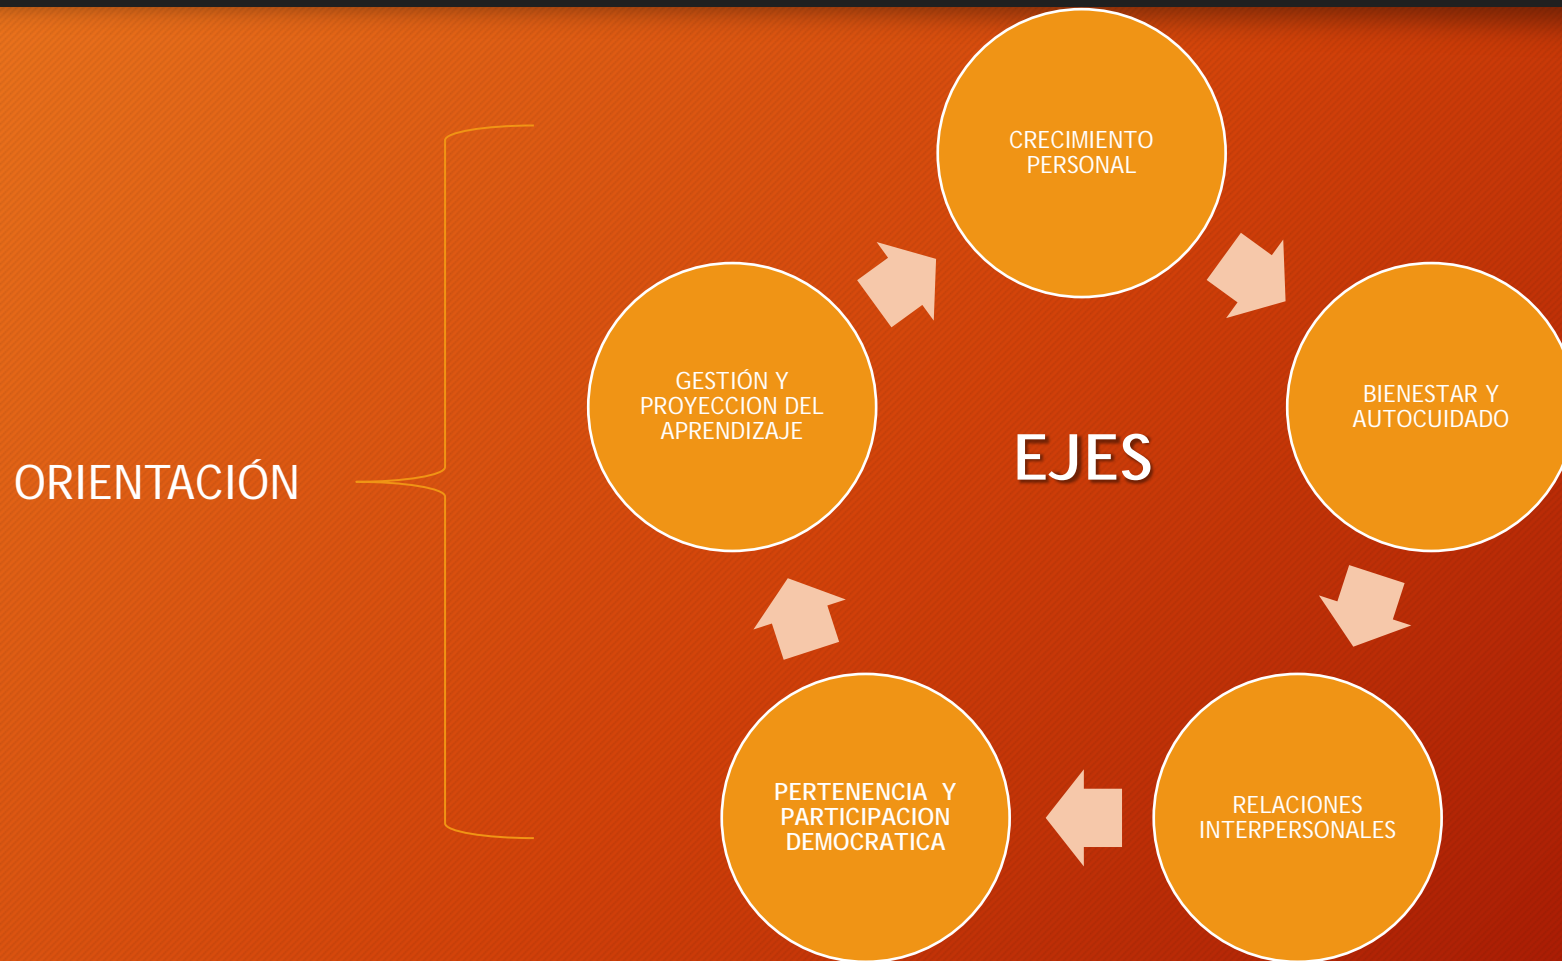 ORIENTACIÓN
EJES
CRECIMIENTO
PERSONAL
BIENESTAR Y
AUTOCUIDADO
RELACIONES
INTERPERSONALES
PERTENENCIA Y
PARTICIPACION
DEMOCRATICA
GESTIÓN Y
PROYECCION DEL
APRENDIZAJE